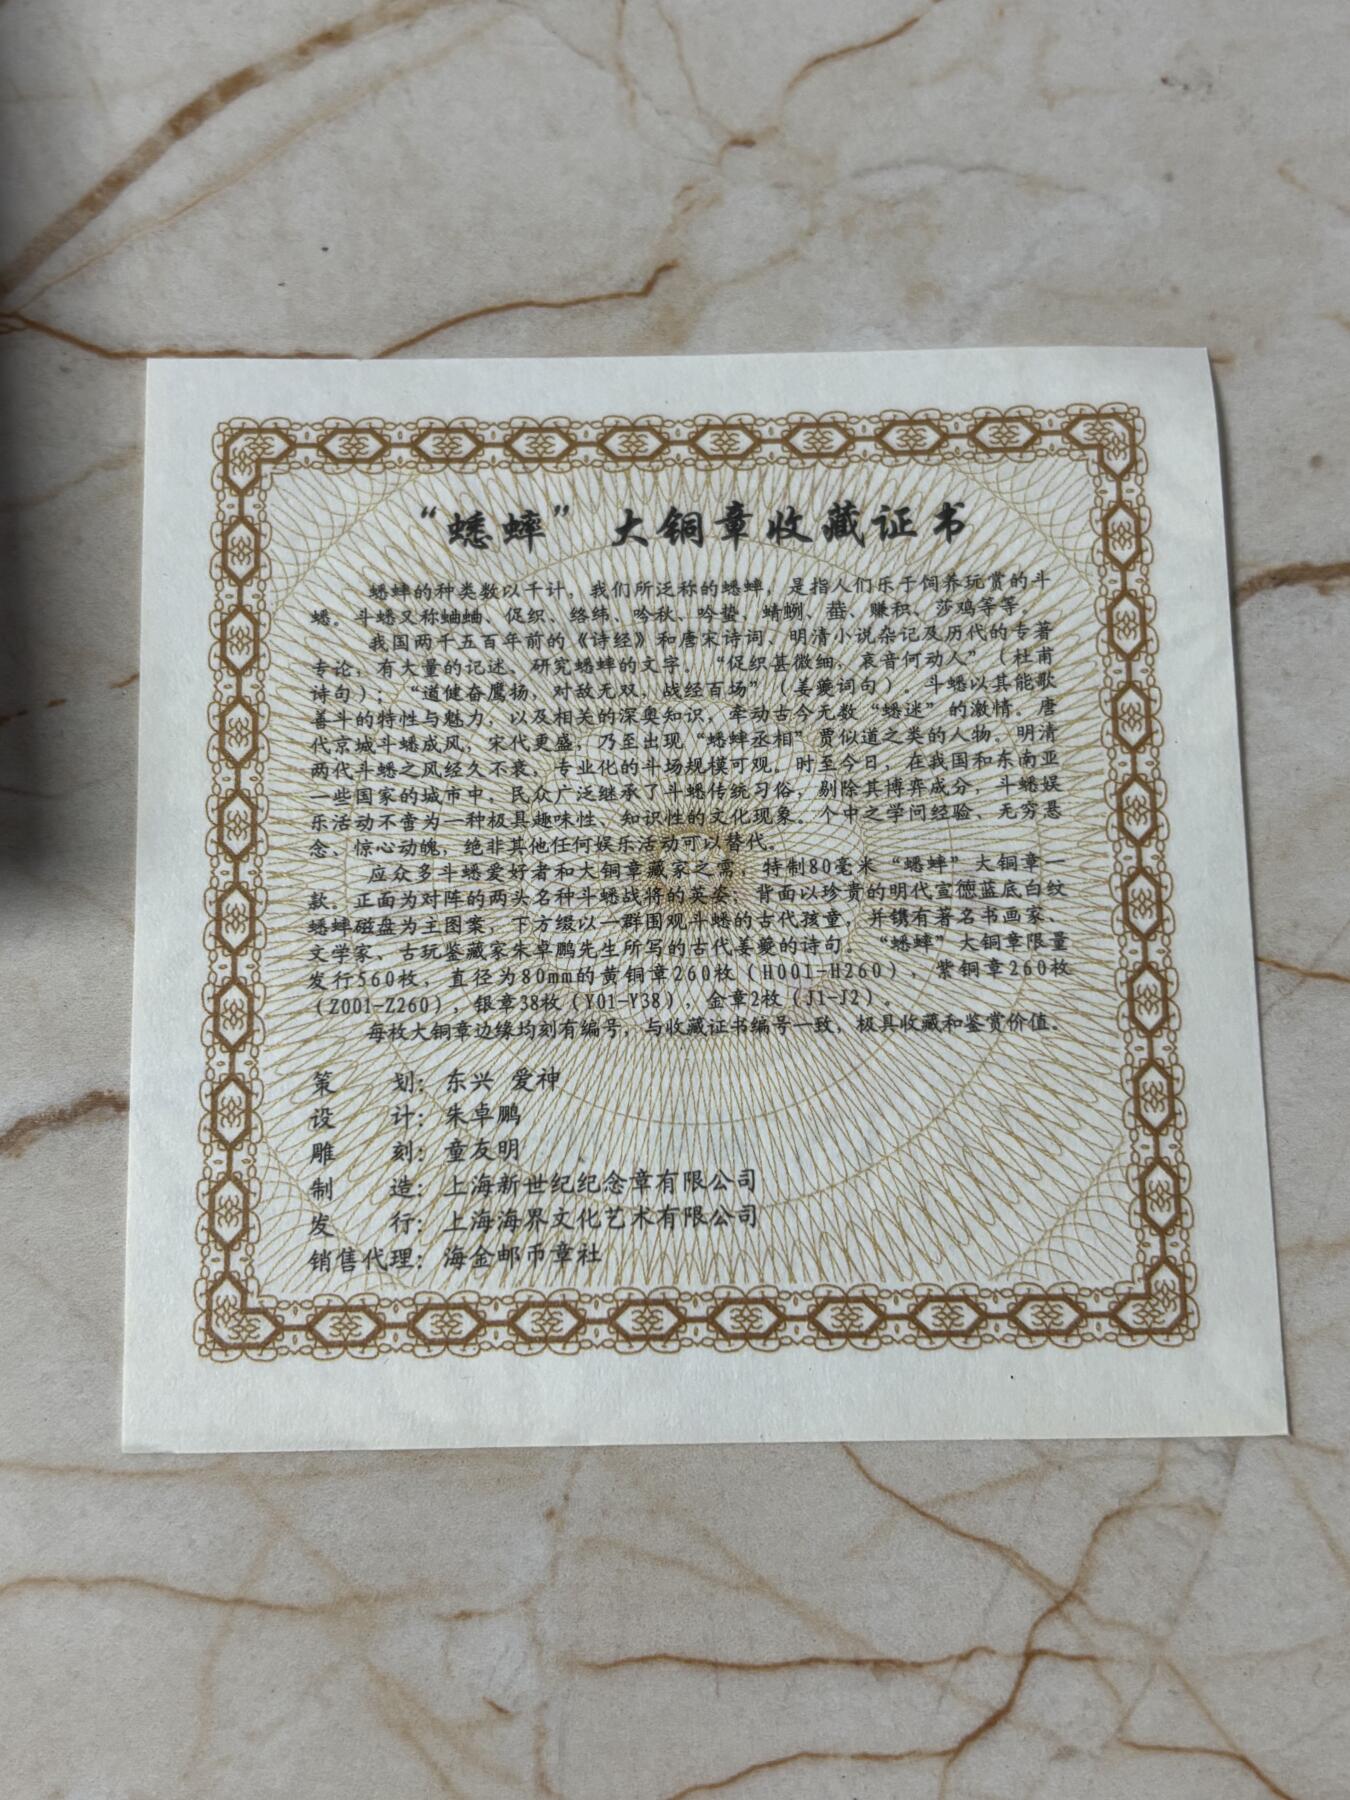 “蟋蟀”大铜章收藏证书
蟋蟀的种类数以千计，我们所泛称的蟋蟀，是指人们乐于饲养玩赏的斗
蟋。斗蟋又称蛐蛐、促织、络纬、吟秋、吟蛩、蜻蛚、蛬、賺积、莎鸡等等。
我国两千五百年前的《诗经》和唐宋诗词、明清小说杂记及历代的专著
专论，有大量的记述、研究蟋蟀的文字。“促织甚微细，哀音何动人”（杜甫
诗句）；“道健奋鹰扬，对敌无双，战经百场”（姜夔词句）。斗蟋以其能歌
善斗的特性与魅力，以及相关的深奥知识，牵动古今无数“蟋迷”的激情。唐
代京城斗蟋成风，宋代更盛，乃至出现“蟋蟀丞相”贾似道之类的人物。明清
两代斗蟋之风经久不衰，专业化的斗场规模可观。时至今日，在我国和东南亚
一些国家的城市中，民众广泛继承了斗蟋传统习俗，剔除其博弈成分，斗蟋娱
乐活动不啻为一种极具趣味性、知识性的文化现象。个中之学问经验、无穷悬
念、惊心动魄，绝非其他任何娱乐活动可以替代。
应众多斗蟋爱好者和大铜章藏家之需，特制80毫米“蟋蟀”大铜章一
款。正面为对阵的两头名种斗蟋战将的英姿；背面以珍贵的明代宣德蓝底白纹
蟋蟀磁盘为主图案，下方缀以一群围观斗蟋的古代孩童，并镌有著名书画家、
文学家、古玩鉴藏家朱卓鹏先生所写的古代姜夔的诗句。“蟋蟀”大铜章限量
发行560枚，直径为80mm的黄铜章260枚（H001-H260），紫铜章260枚
（Z001-Z260），银章38枚（Y01-Y38），金章2枚（J1-J2）。
每枚大铜章边缘均刻有编号，与收藏证书编号一致，极具收藏和鉴赏价值。
策 划：东兴 爱神
设 计：朱卓鹏
雕 刻：童友明
制 造：上海新世纪纪念章有限公司
发 行：上海海界文化艺术有限公司
销售代理：海金邮币章社